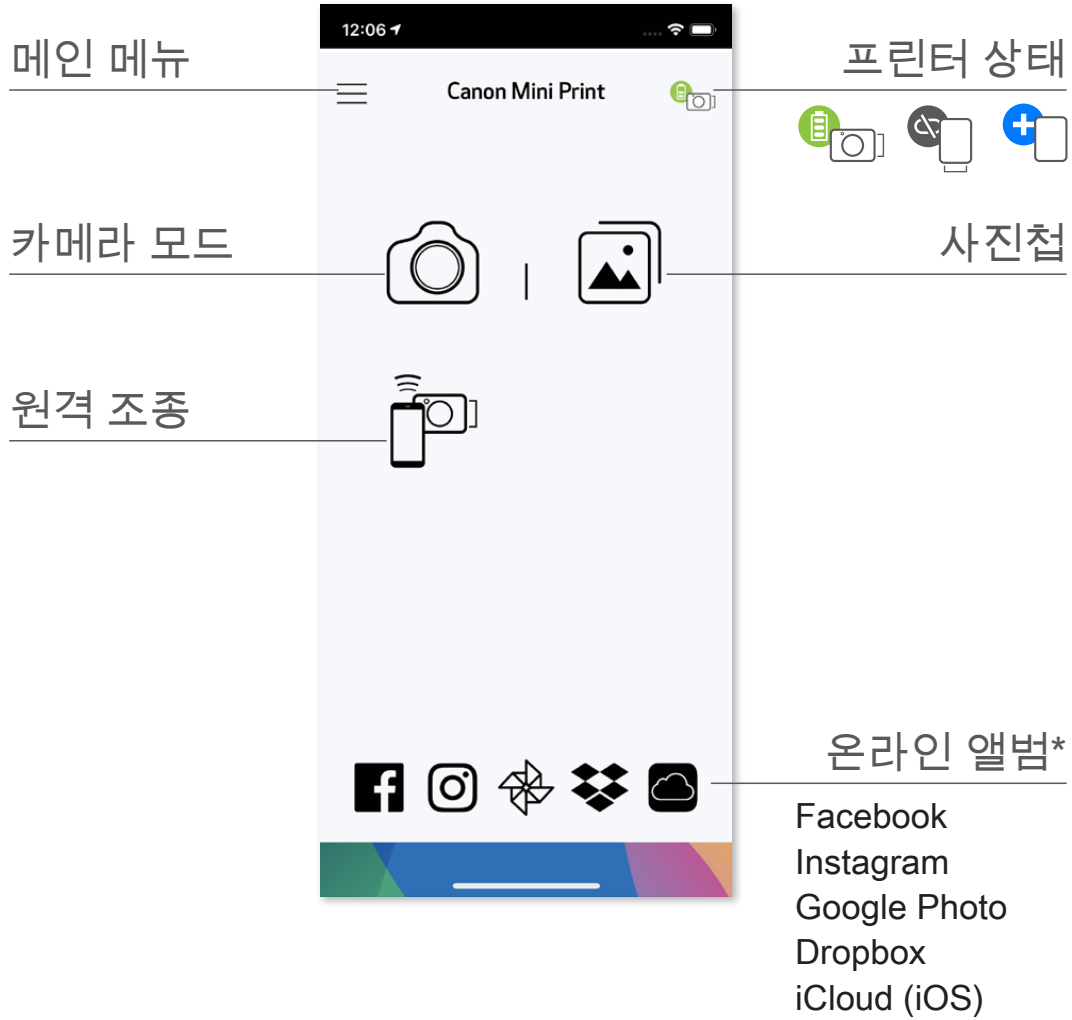 12:06
메인 메뉴
Canon Mini Print
프린터 상태
카메라 모드
사진첩
원격 조종
온라인 앨범*
Facebook
Instagram
Google Photo
Dropbox
iCloud (iOS)